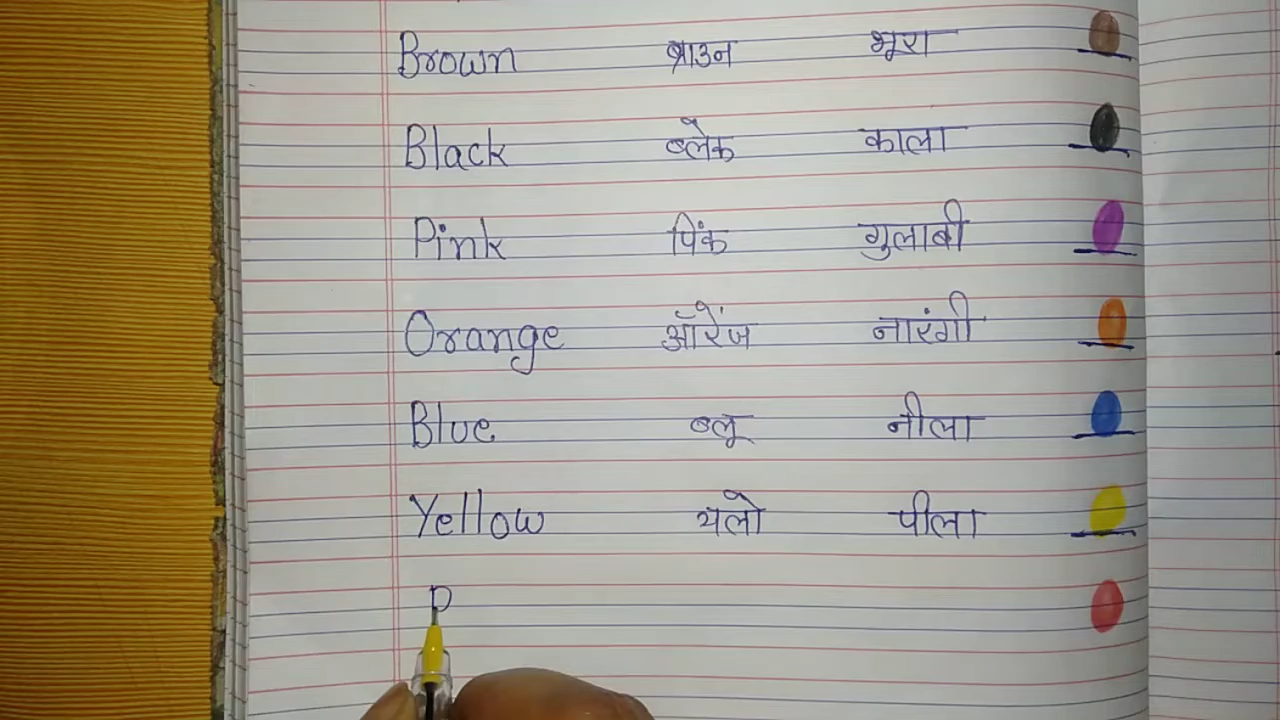 Brown ब्राउन भूरा
Black ब्लैक काला
Pink पिंक गुलाबी
Orange ऑरेंज नारंगी
Blue ब्लू नीला
Yellow यलो पीला